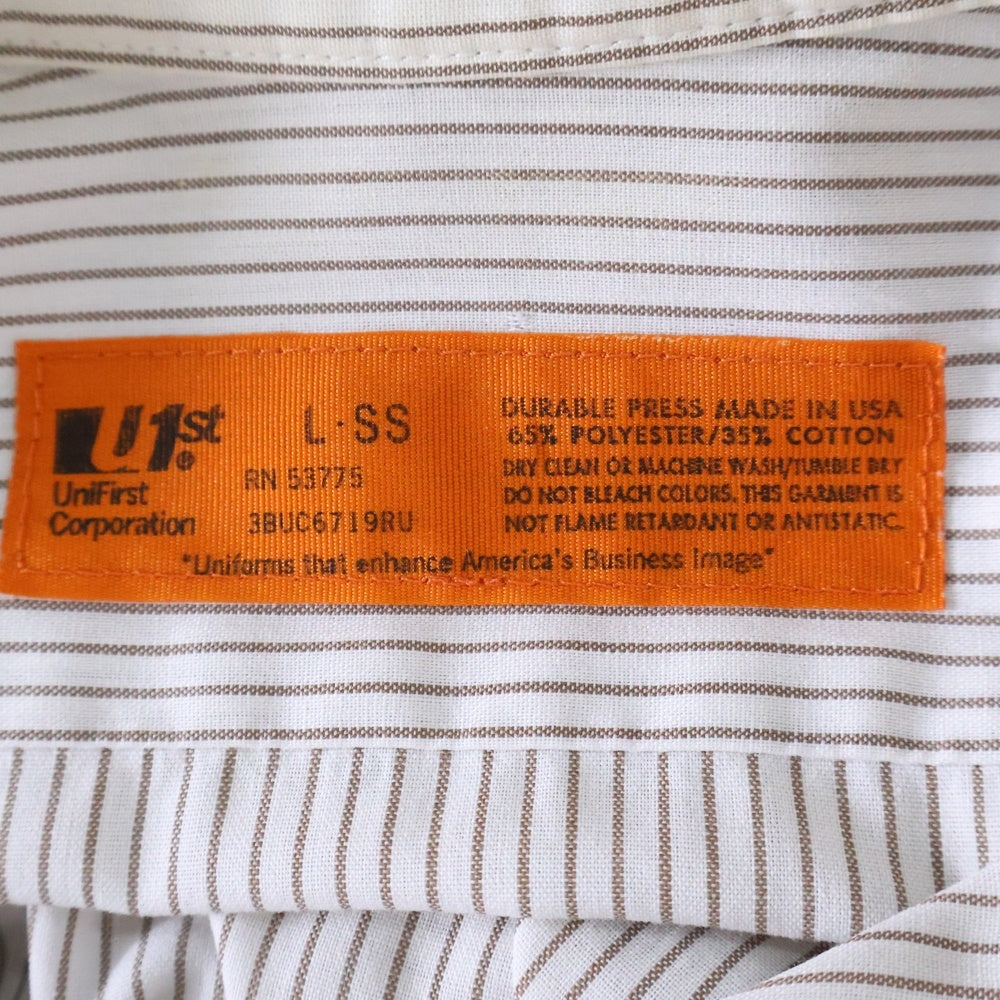 U1st®
UniFirst
Corporation
L·SS
RN 53775
3BUC6719RU
DURABLE PRESS MADE IN USA
65% POLYESTER/35% COTTON
DRY CLEAN OR MACHINE WASH/TUMBLE DRY
DO NOT BLEACH COLORS. THIS GARMENT IS
NOT FLAME RETARDANT OR ANTISTATIC.
"Uniforms that enhance America's Business Image"